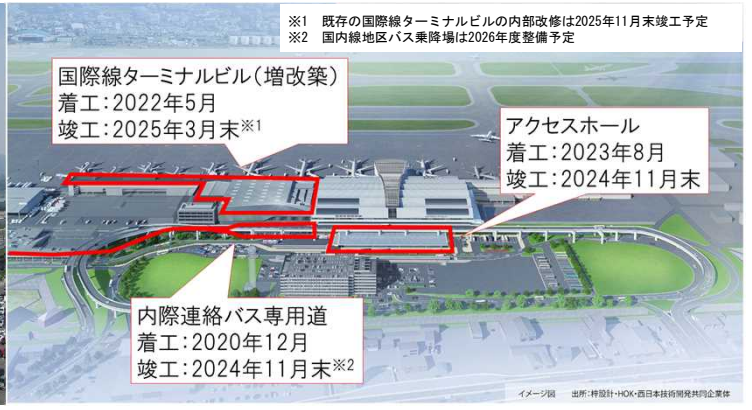 ※1　既存の国際線ターミナルビルの内部改修は2025年11月末竣工予定
※2　国内線地区バス乗降場は2026年度整備予定
国際線ターミナルビル（増改築）
着工：2022年5月
竣工：2025年3月末※1
アクセスホール
着工：2023年8月
竣工：2024年11月末
内際連絡バス専用道
着工：2020年12月
竣工：2024年11月末※2
イメージ図　出所：梓設計・HOK・西日本技術開発共同企業体